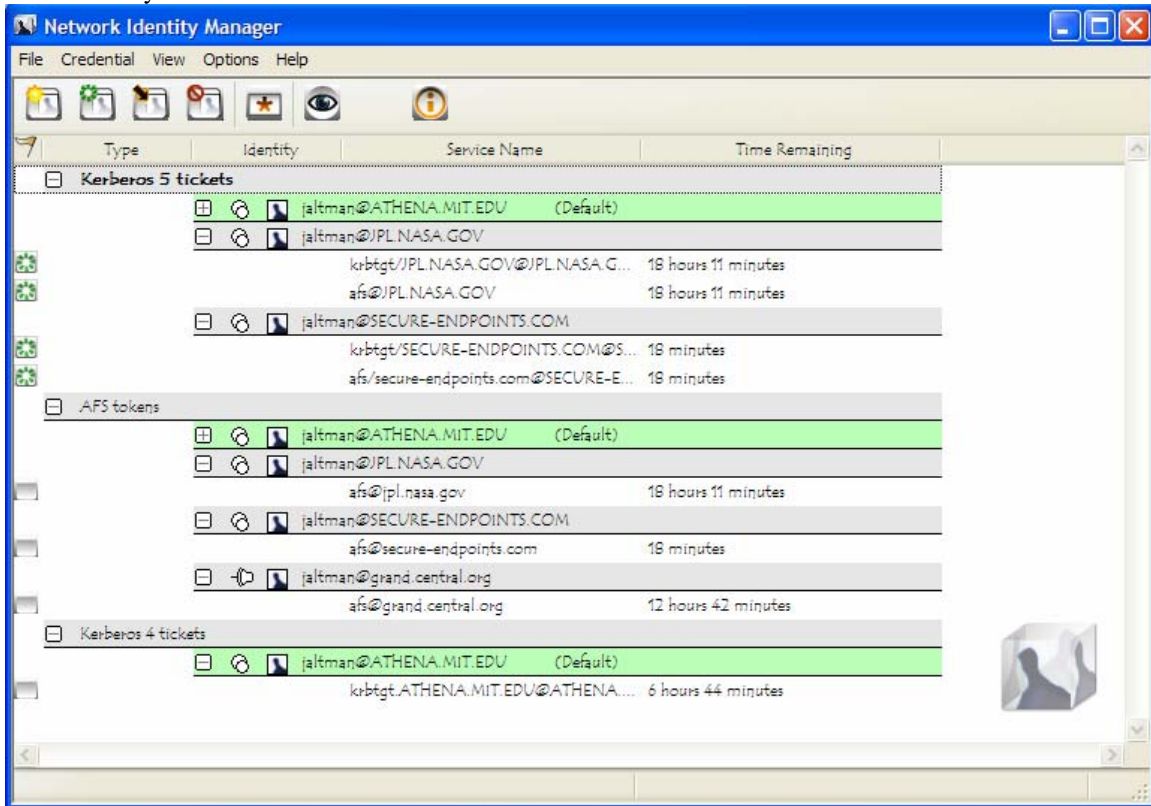 Network Identity Manager
File Credential View Options Help
Type Identity Service Name Time Remaining
Kerberos 5 tickets
jaltman@ATHENA.MIT.EDU (Default)
jaltman@JPL.NASA.GOV
krbtgt/JPL.NASA.GOV@JPL.NASA.G... 18 hours 11 minutes
afs@JPL.NASA.GOV 18 hours 11 minutes
jaltman@SECURE-ENDPOINTS.COM
krbtgt/SECURE-ENDPOINTS.COM@S... 18 minutes
afs/secure-endpoints.com@SECURE-E... 18 minutes
AFS tokens
jaltman@ATHENA.MIT.EDU (Default)
jaltman@JPL.NASA.GOV
afs@jpl.nasa.gov 18 hours 11 minutes
jaltman@SECURE-ENDPOINTS.COM
afs@secure-endpoints.com 18 minutes
jaltman@grand.central.org
afs@grand.central.org 12 hours 42 minutes
Kerberos 4 tickets
jaltman@ATHENA.MIT.EDU (Default)
krbtgt.ATHENA.MIT.EDU@ATHENA.... 6 hours 44 minutes